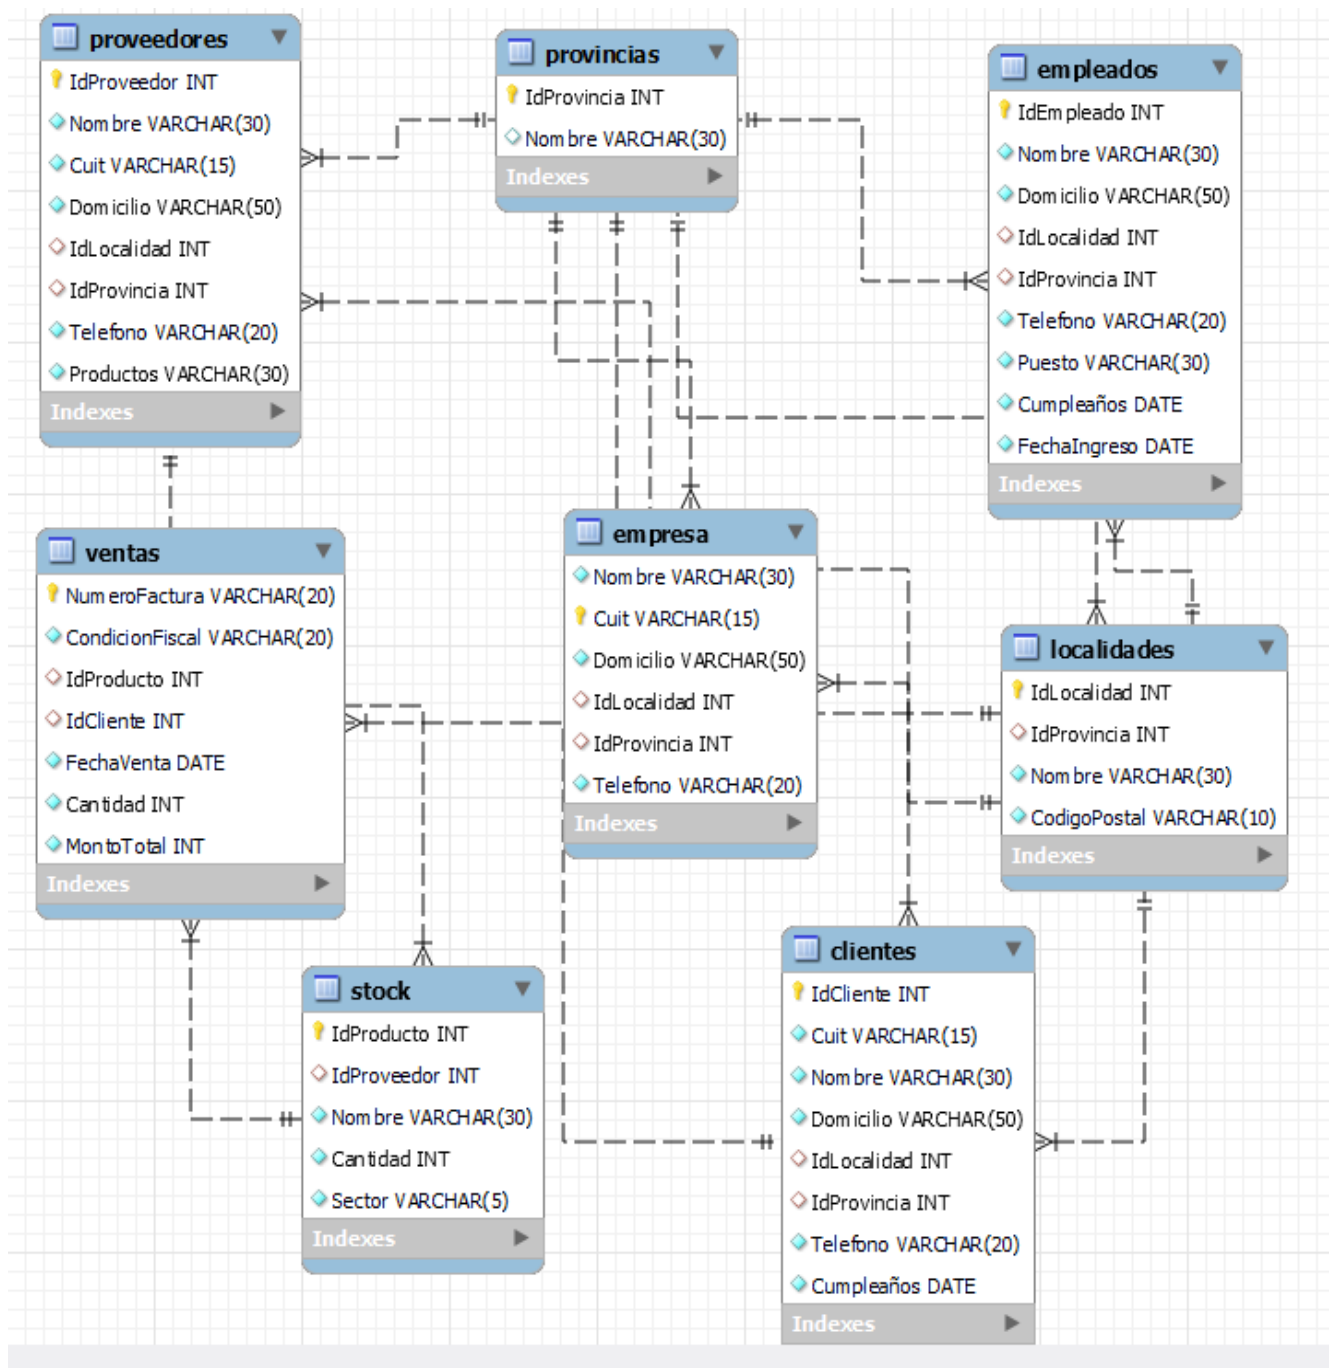 proveedores
IdProveedor INT
Nombre VARCHAR(30)
Cuit VARCHAR(15)
Domicilio VARCHAR(50)
IdLocalidad INT
IdProvincia INT
Telefono VARCHAR(20)
Productos VARCHAR(30)
Indexes
provincias
IdProvincia INT
Nombre VARCHAR(30)
Indexes
empleados
IdEmpleado INT
Nombre VARCHAR(30)
Domicilio VARCHAR(50)
IdLocalidad INT
IdProvincia INT
Telefono VARCHAR(20)
Puesto VARCHAR(30)
Cumpleaños DATE
FechaIngreso DATE
Indexes
ventas
NumeroFactura VARCHAR(20)
CondicionFiscal VARCHAR(20)
IdProducto INT
IdCliente INT
FechaVenta DATE
Cantidad INT
MontoTotal INT
Indexes
empresa
Nombre VARCHAR(30)
Cuit VARCHAR(15)
Domicilio VARCHAR(50)
IdLocalidad INT
IdProvincia INT
Telefono VARCHAR(20)
Indexes
localidades
IdLocalidad INT
IdProvincia INT
Nombre VARCHAR(30)
CodigoPostal VARCHAR(10)
Indexes
stock
IdProducto INT
IdProveedor INT
Nombre VARCHAR(30)
Cantidad INT
Sector VARCHAR(5)
Indexes
clientes
IdCliente INT
Cuit VARCHAR(15)
Nombre VARCHAR(30)
Domicilio VARCHAR(50)
IdLocalidad INT
IdProvincia INT
Telefono VARCHAR(20)
Cumpleaños DATE
Indexes